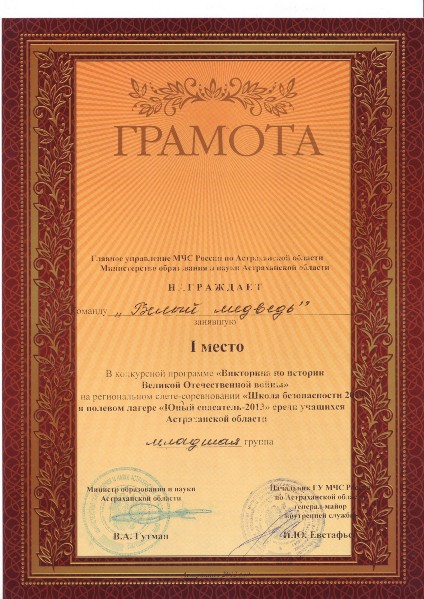 ГРАМОТА
Главное управление МЧС России по Астраханской области
Министерство образования и науки Астраханской области
НАГРАЖДАЕТ
команду „Белый медведь"
занявшую
I место
В конкурсной программе «Викторина по истории
Великой Отечественной войны»
на региональном слете-соревновании «Школа безопасности
и полевом лагере «Юный спасатель-2013» среди учащихся
Астраханской области
младшая группа
Министр образования и науки
Астраханской области
В.А. Гутман
Начальник ГУ МЧС
по Астраханской обла
генерал майор
внутренней служб
И.Ю. Евстафье